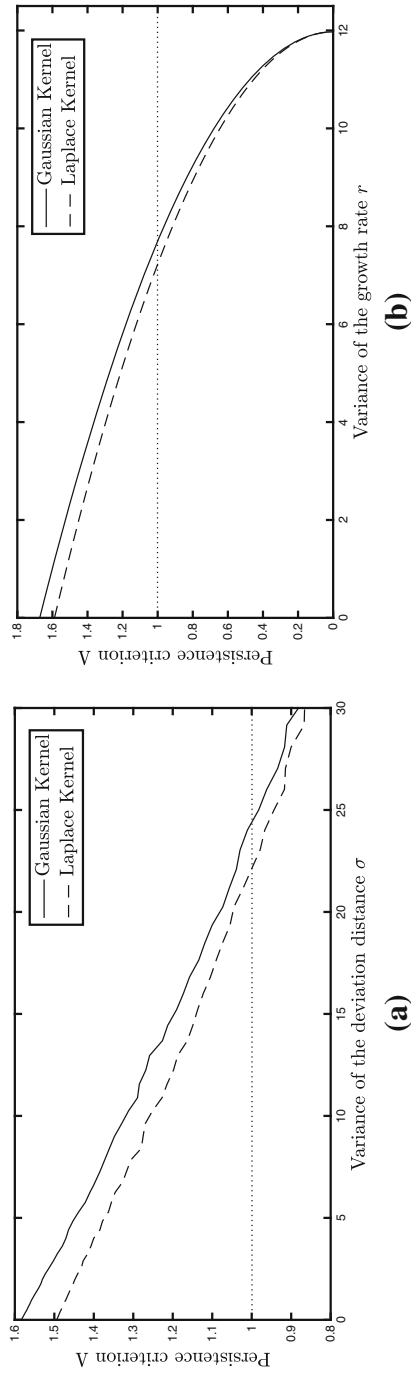 1.6
1.5
1.4
1.3
1.2
1.1
1
0.9
0.8
Persistence criterion Λ
Gaussian Kernel
Laplace Kernel
0 5 10 15 20 25 30
Variance of the deviation distance σ
(a)
1.8
1.6
1.4
1.2
1
0.8
0.6
0.4
0.2
0
Persistence criterion Λ
Gaussian Kernel
Laplace Kernel
0 2 4 6 8 10 12
Variance of the growth rate r
(b)